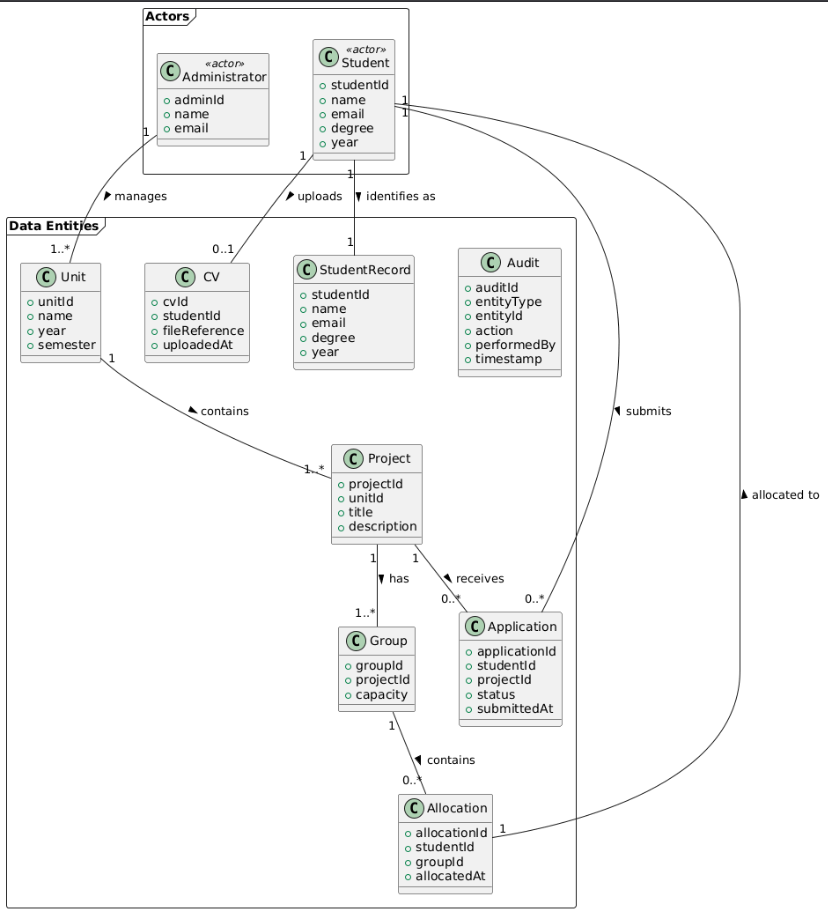 Actors
C
«actor»
Administrator
adminId
name
email
C
«actor»
Student
studentId
name
email
degree
year
1
1
1
1
1
manages
uploads
identifies as
Data Entities
1..*
0..1
1
C Unit
unitId
name
year
semester
C CV
cvId
studentId
fileReference
uploadedAt
C StudentRecord
studentId
name
email
degree
year
C Audit
auditId
entityType
entityId
action
performedBy
timestamp
1
contains
submits
1..*
C Project
projectId
unitId
title
description
allocated to
1
1
has
receives
1..*
0..*
0..*
C Group
groupId
projectId
capacity
C Application
applicationId
studentId
projectId
status
submittedAt
1
contains
0..*
C Allocation
allocationId
studentId
groupId
allocatedAt
1